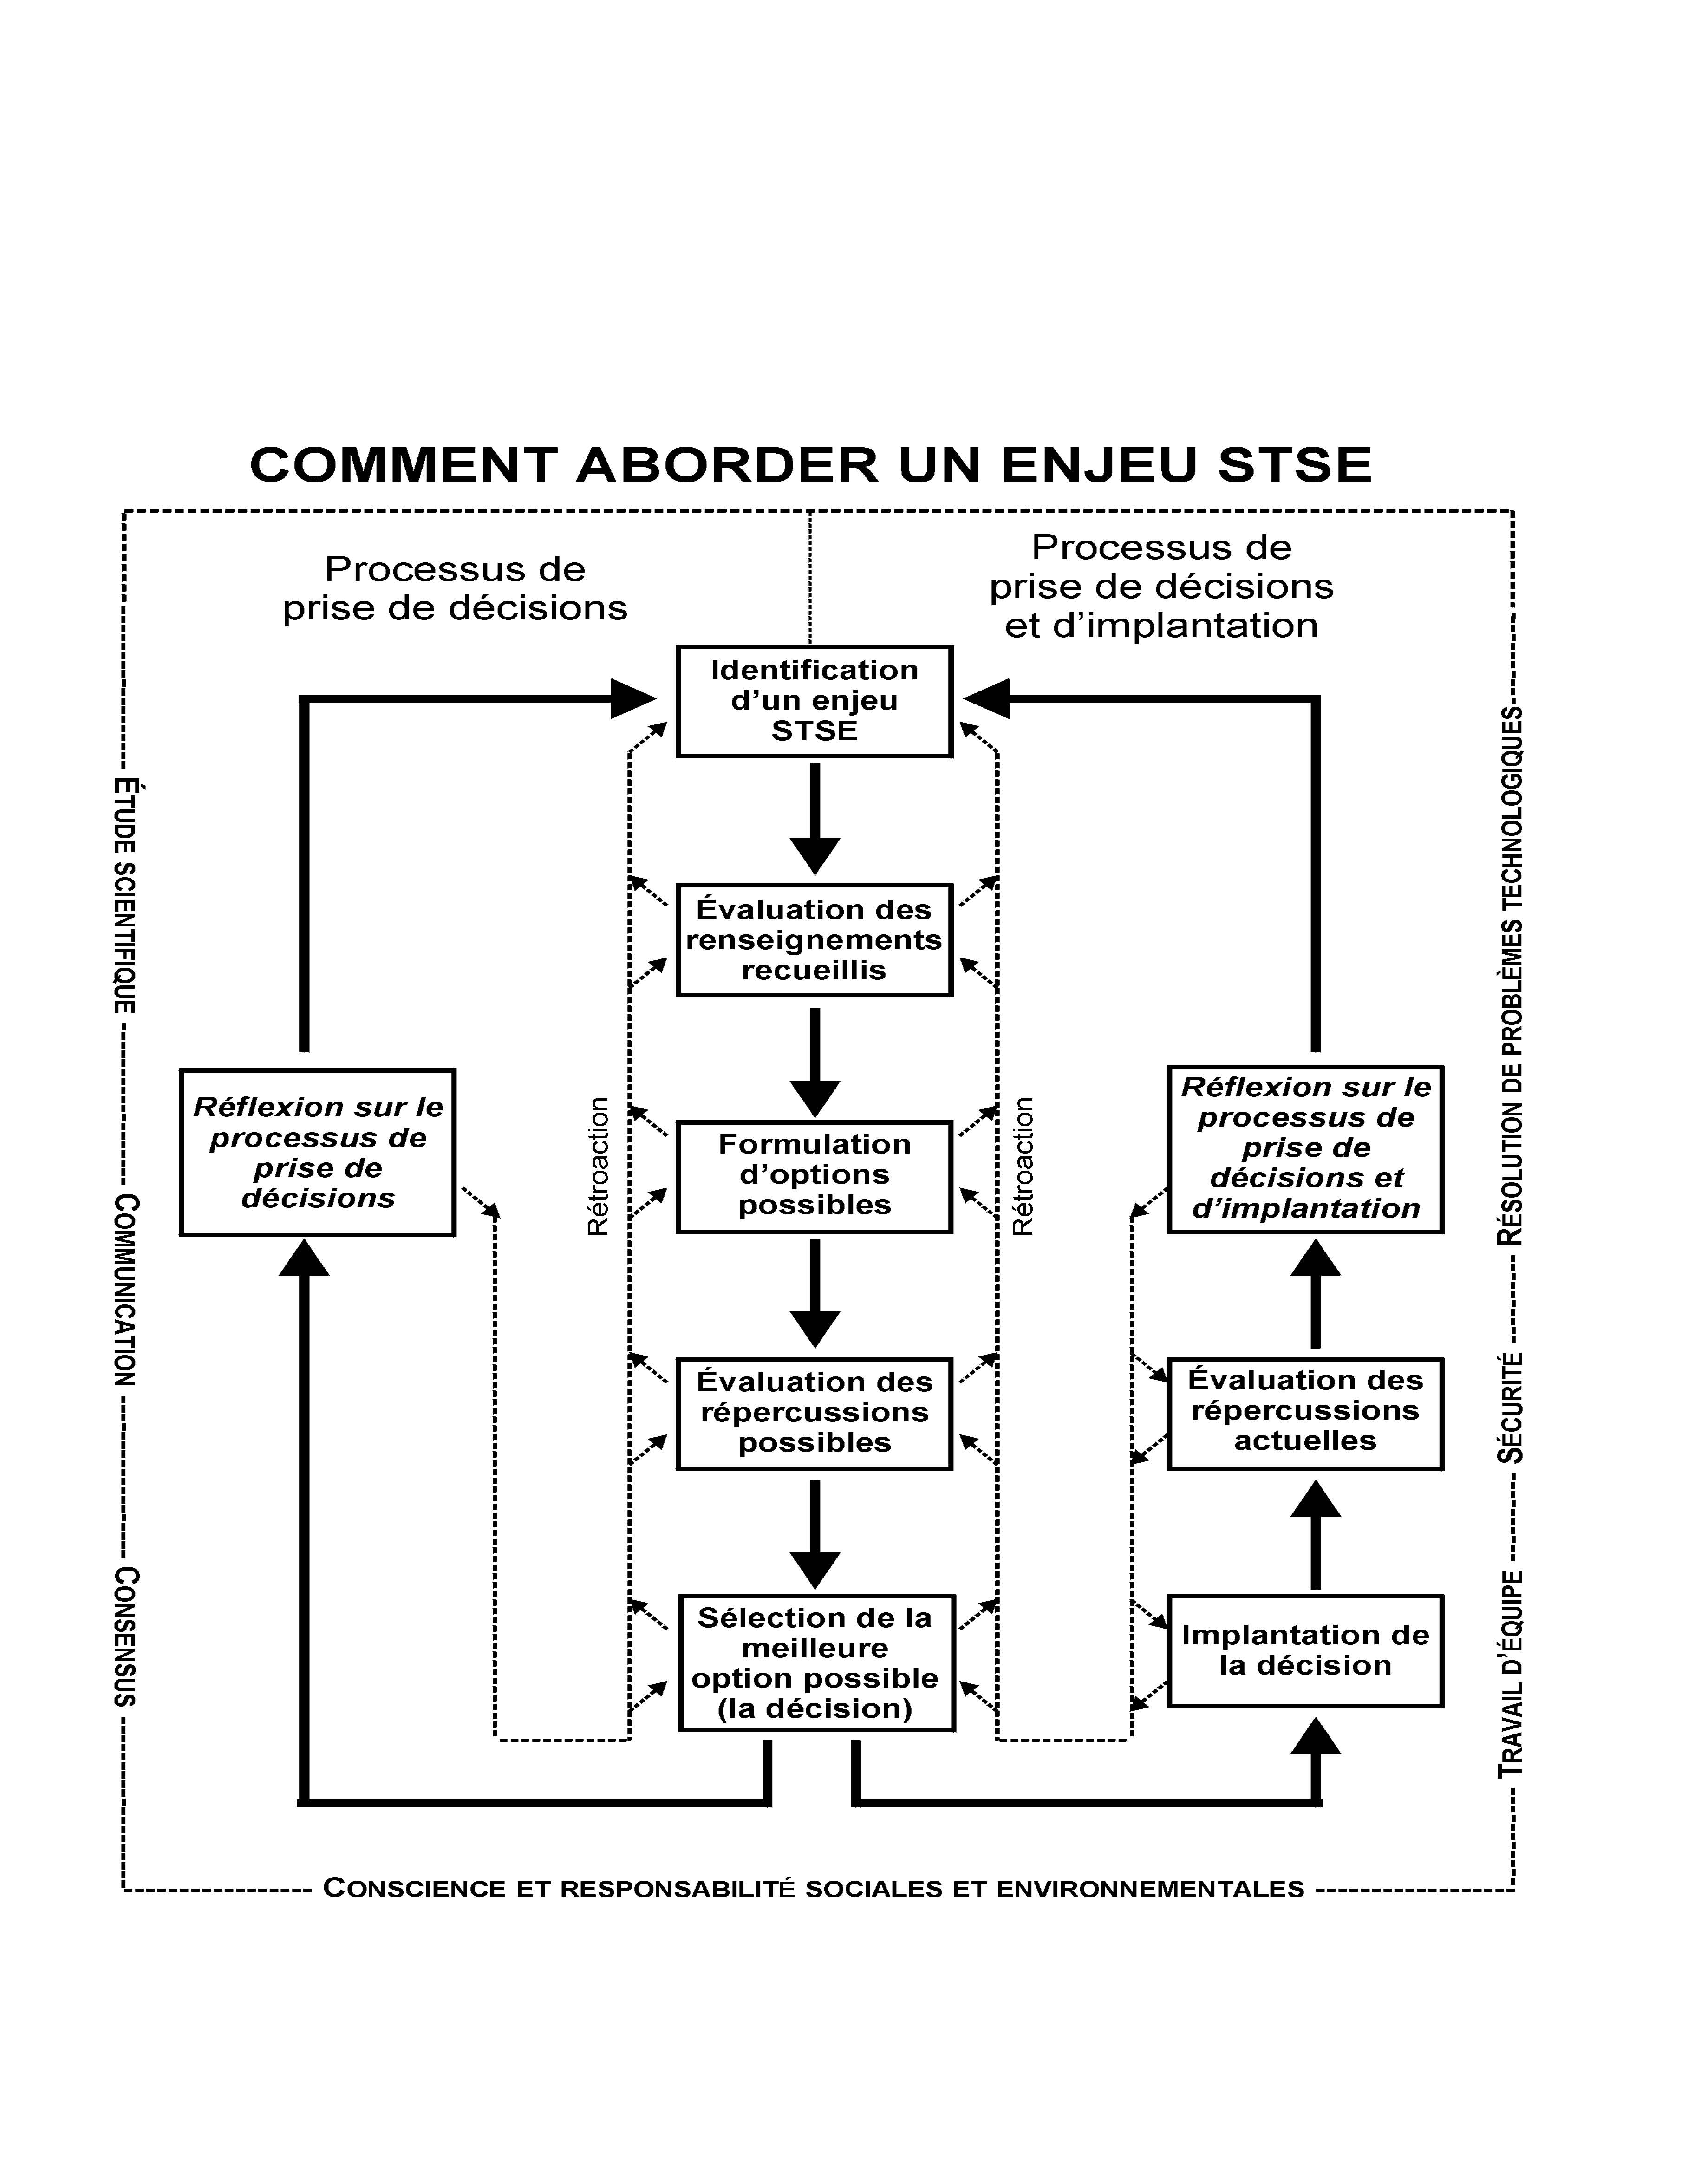 COMMENT ABORDER UN ENJEU STSE
Processus de
prise de décisions
Processus de
prise de décisions
et d’implantation
Identification
d’un enjeu
STSE
Évaluation des
renseignements
recueillis
Formulation
d’options
possibles
Évaluation des
répercussions
possibles
Sélection de la
meilleure
option possible
(la décision)
Réflexion sur le
processus de
prise de
décisions
Réflexion sur le
processus de
prise de
décisions et
d’implantation
Évaluation des
répercussions
actuelles
Implantation de
la décision
Rétroaction
Rétroaction
ÉTUDE SCIENTIFIQUE
COMMUNICATION
CONSENSUS
RÉSOLUTION DE PROBLÈMES TECHNOLOGIQUES
SÉCURITÉ
TRAVAIL D’ÉQUIPE
CONSCIENCE ET RESPONSABILITÉ SOCIALES ET ENVIRONNEMENTALES